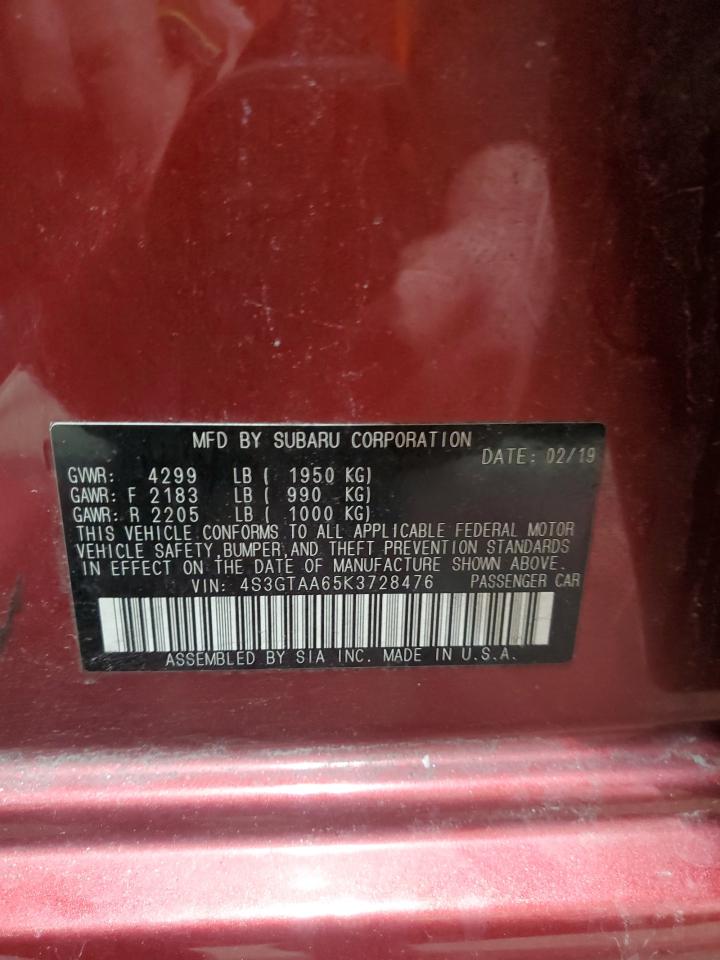 MFD BY SUBARU CORPORATION
DATE: 02/19
GVWR: 4299 LB ( 1950 KG)
GAWR: F 2183 LB ( 990 KG)
GAWR: R 2205 LB ( 1000 KG)
THIS VEHICLE CONFORMS TO ALL APPLICABLE FEDERAL MOTOR
VEHICLE SAFETY,BUMPER,AND THEFT PREVENTION STANDARDS
IN EFFECT ON THE DATE OF MANUFACTURE SHOWN ABOVE.
VIN: 4S3GTAA65K3728476 PASSENGER CAR
ASSEMBLED BY SIA INC. MADE IN U.S.A.